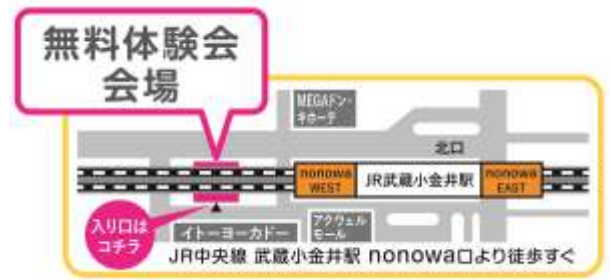 無料体験会
会場
MEGAドン・
キホーテ
北口
nonowa
WEST
JR武蔵小金井駅
nonowa
EAST
入り口は
コチラ
イトーヨーカドー
アクウェル
モール
JR中央線 武蔵小金井駅 nonowa口より徒歩すぐ